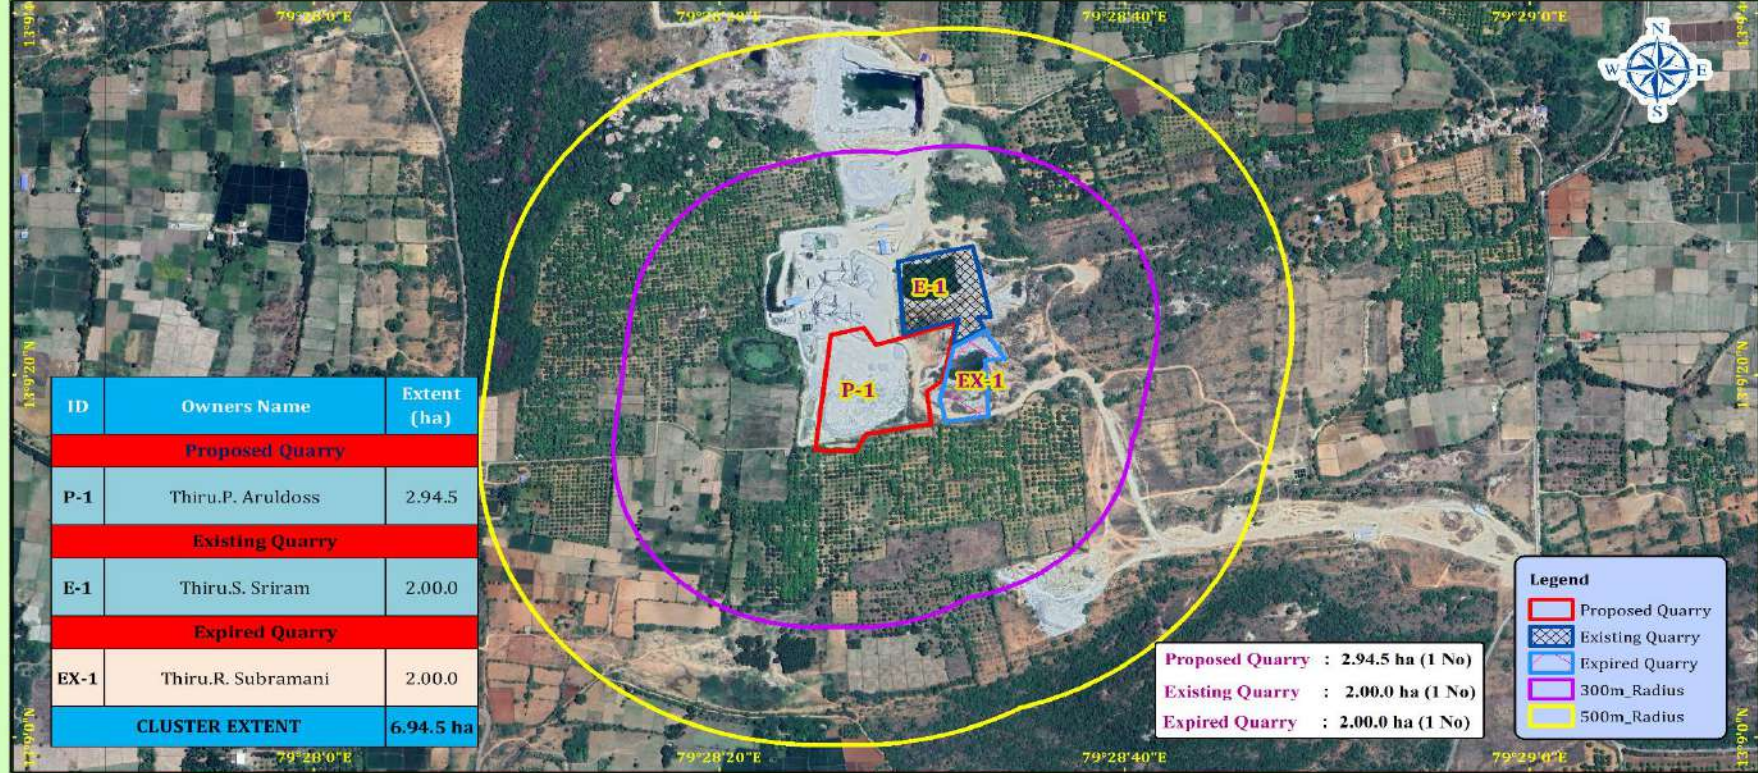 79°28'0"E
79°28'20"E
79°28'40"E
79°29'0"E
N
W E
S
E-1
P-1
EX-1
13°9'20"N
13°9'20"N
ID Owners Name Extent (ha)
Proposed Quarry
P-1 Thiru.P. Aruldoss 2.94.5
Existing Quarry
E-1 Thiru.S. Sriram 2.00.0
Expired Quarry
EX-1 Thiru.R. Subramani 2.00.0
CLUSTER EXTENT 6.94.5 ha
Proposed Quarry : 2.94.5 ha (1 No)
Existing Quarry : 2.00.0 ha (1 No)
Expired Quarry : 2.00.0 ha (1 No)
Legend
Proposed Quarry
Existing Quarry
Expired Quarry
300m_Radius
500m_Radius
13°9'0"N
13°9'0"N
79°28'0"E
79°28'20"E
79°28'40"E
79°29'0"E